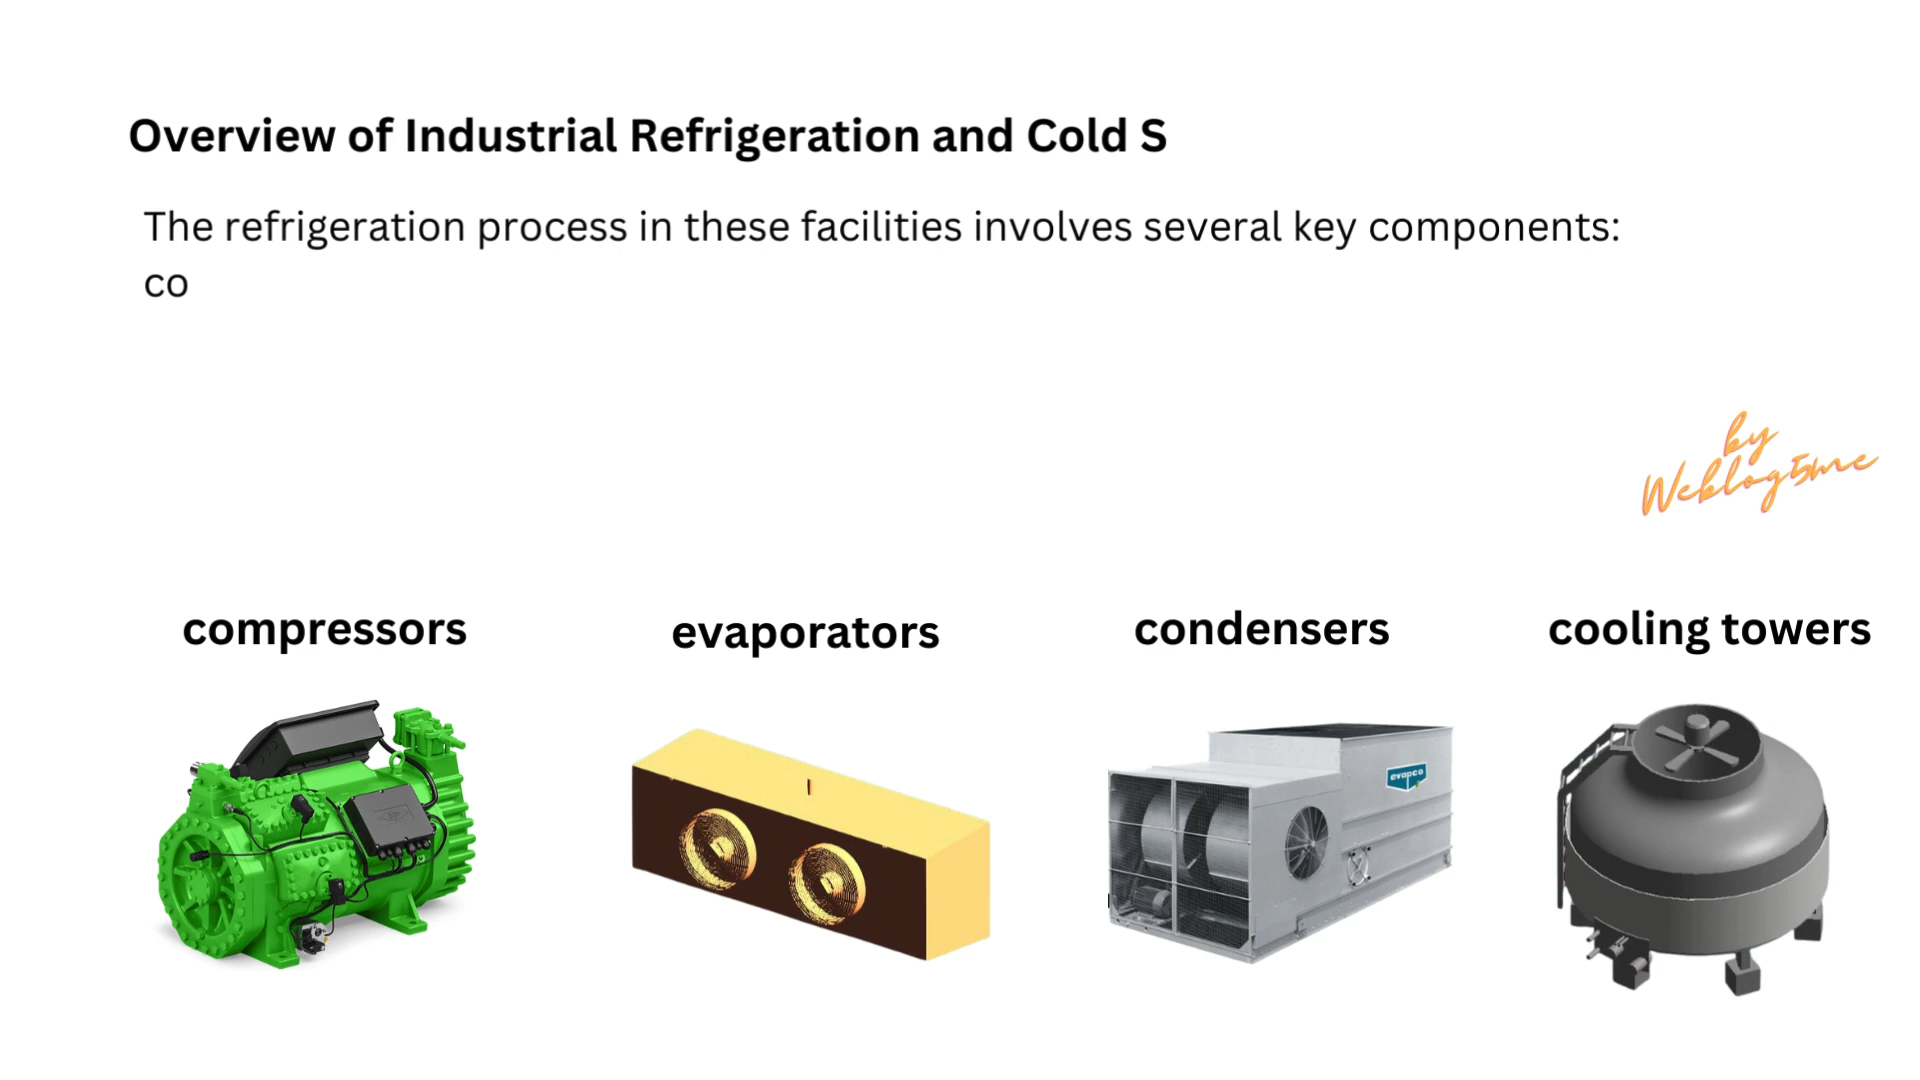 Overview of Industrial Refrigeration and Cold S
The refrigeration process in these facilities involves several key components:
co
by
Weblog5me
compressors
evaporators
condensers
cooling towers
evapco